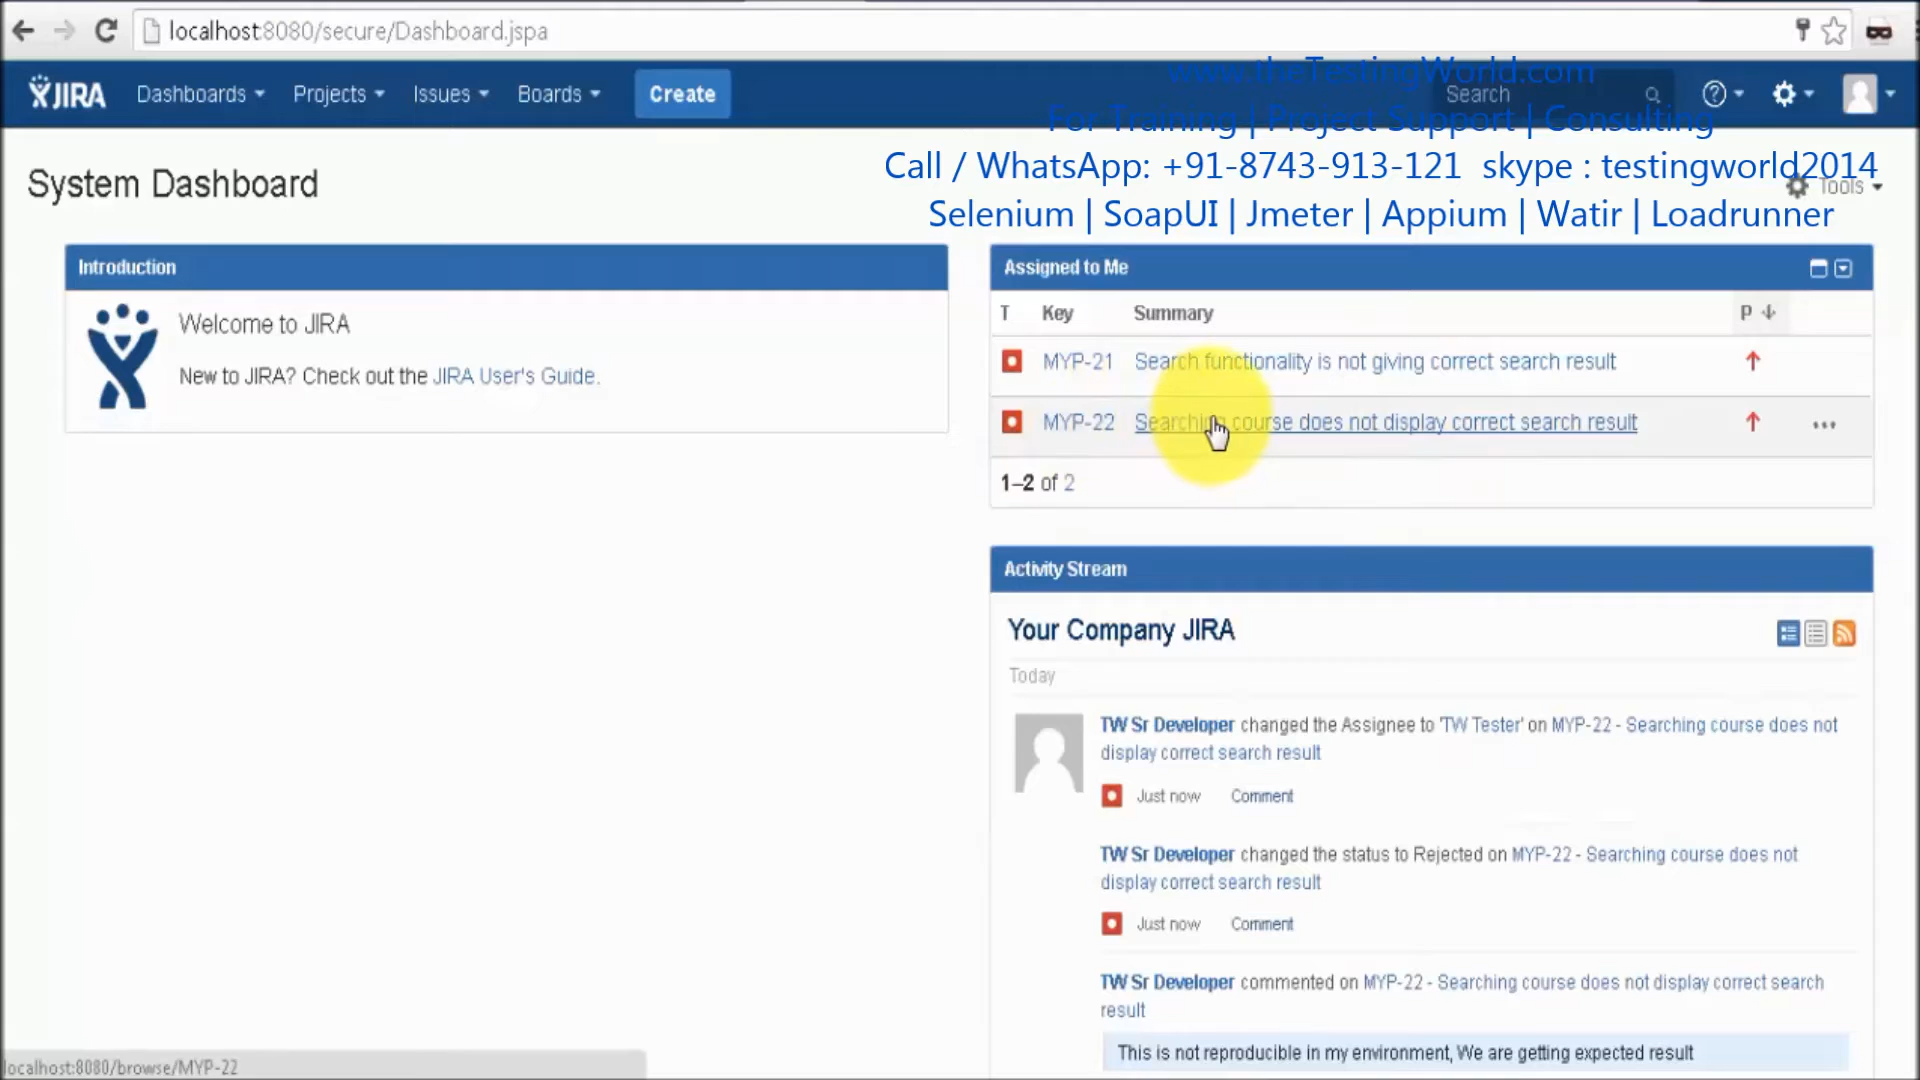 localhost:8080/secure/Dashboard.jspa
JIRA Dashboards Projects Issues Boards Create Search
www.theTestingWorld.com
For Training | Project Support | Consulting
Call / WhatsApp: +91-8743-913-121 skype : testingworld2014
Selenium | SoapUI | Jmeter | Appium | Watir | Loadrunner
System Dashboard
Tools
Introduction
Welcome to JIRA
New to JIRA? Check out the JIRA User's Guide.
Assigned to Me
T Key Summary P
MYP-21 Search functionality is not giving correct search result
MYP-22 Searching course does not display correct search result
1–2 of 2
Activity Stream
Your Company JIRA
Today
TW Sr Developer changed the Assignee to 'TW Tester' on MYP-22 - Searching course does not
display correct search result
Just now Comment
TW Sr Developer changed the status to Rejected on MYP-22 - Searching course does not
display correct search result
Just now Comment
TW Sr Developer commented on MYP-22 - Searching course does not display correct search
result
This is not reproducible in my environment, We are getting expected result
localhost:8080/browse/MYP-22